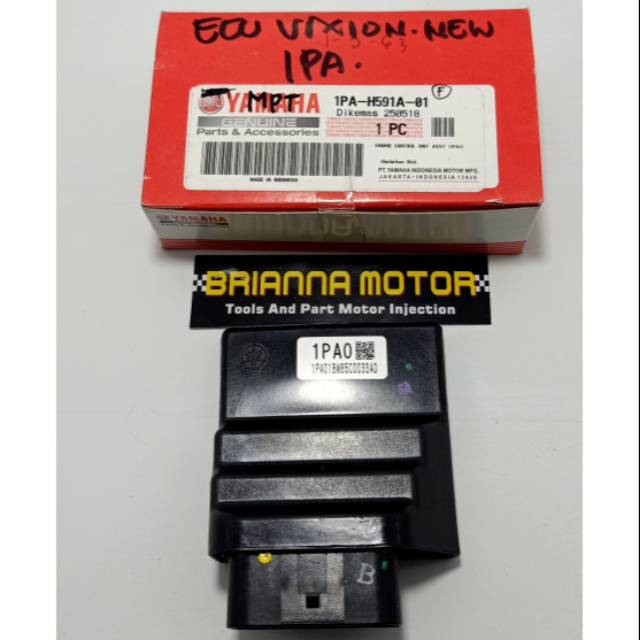 ECU VIXION.NEW
1PA.
MPT
YAMAHA
GENUINE
Parts & Accessories
MADE IN INDONESIA
1PA-H591A-01
F
Dikemas 250518
1 PC
ENGINE CONTROL UNIT ASSY (1PA2)
PT.YAMAHA INDONESIA MOTOR MFG.
JAKARTA-INDONESIA 13920
YAMAHA
BRIANNA MOTOR
Tools And Part Motor Injection
1PA0
B